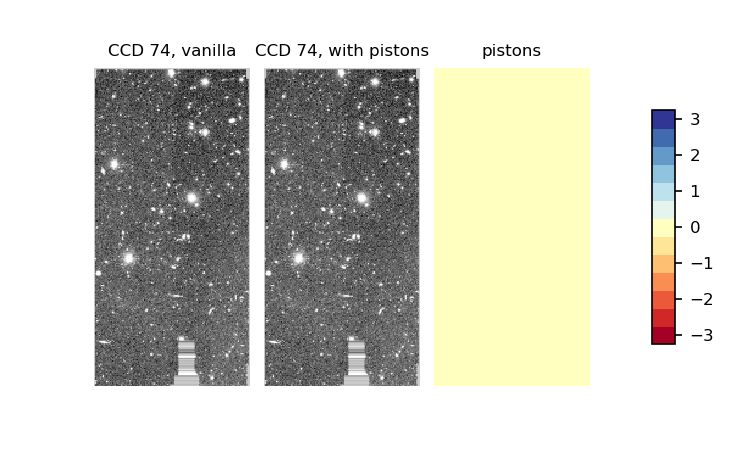 CCD 74, vanilla
CCD 74, with pistons
pistons
3
2
1
0
−1
−2
−3